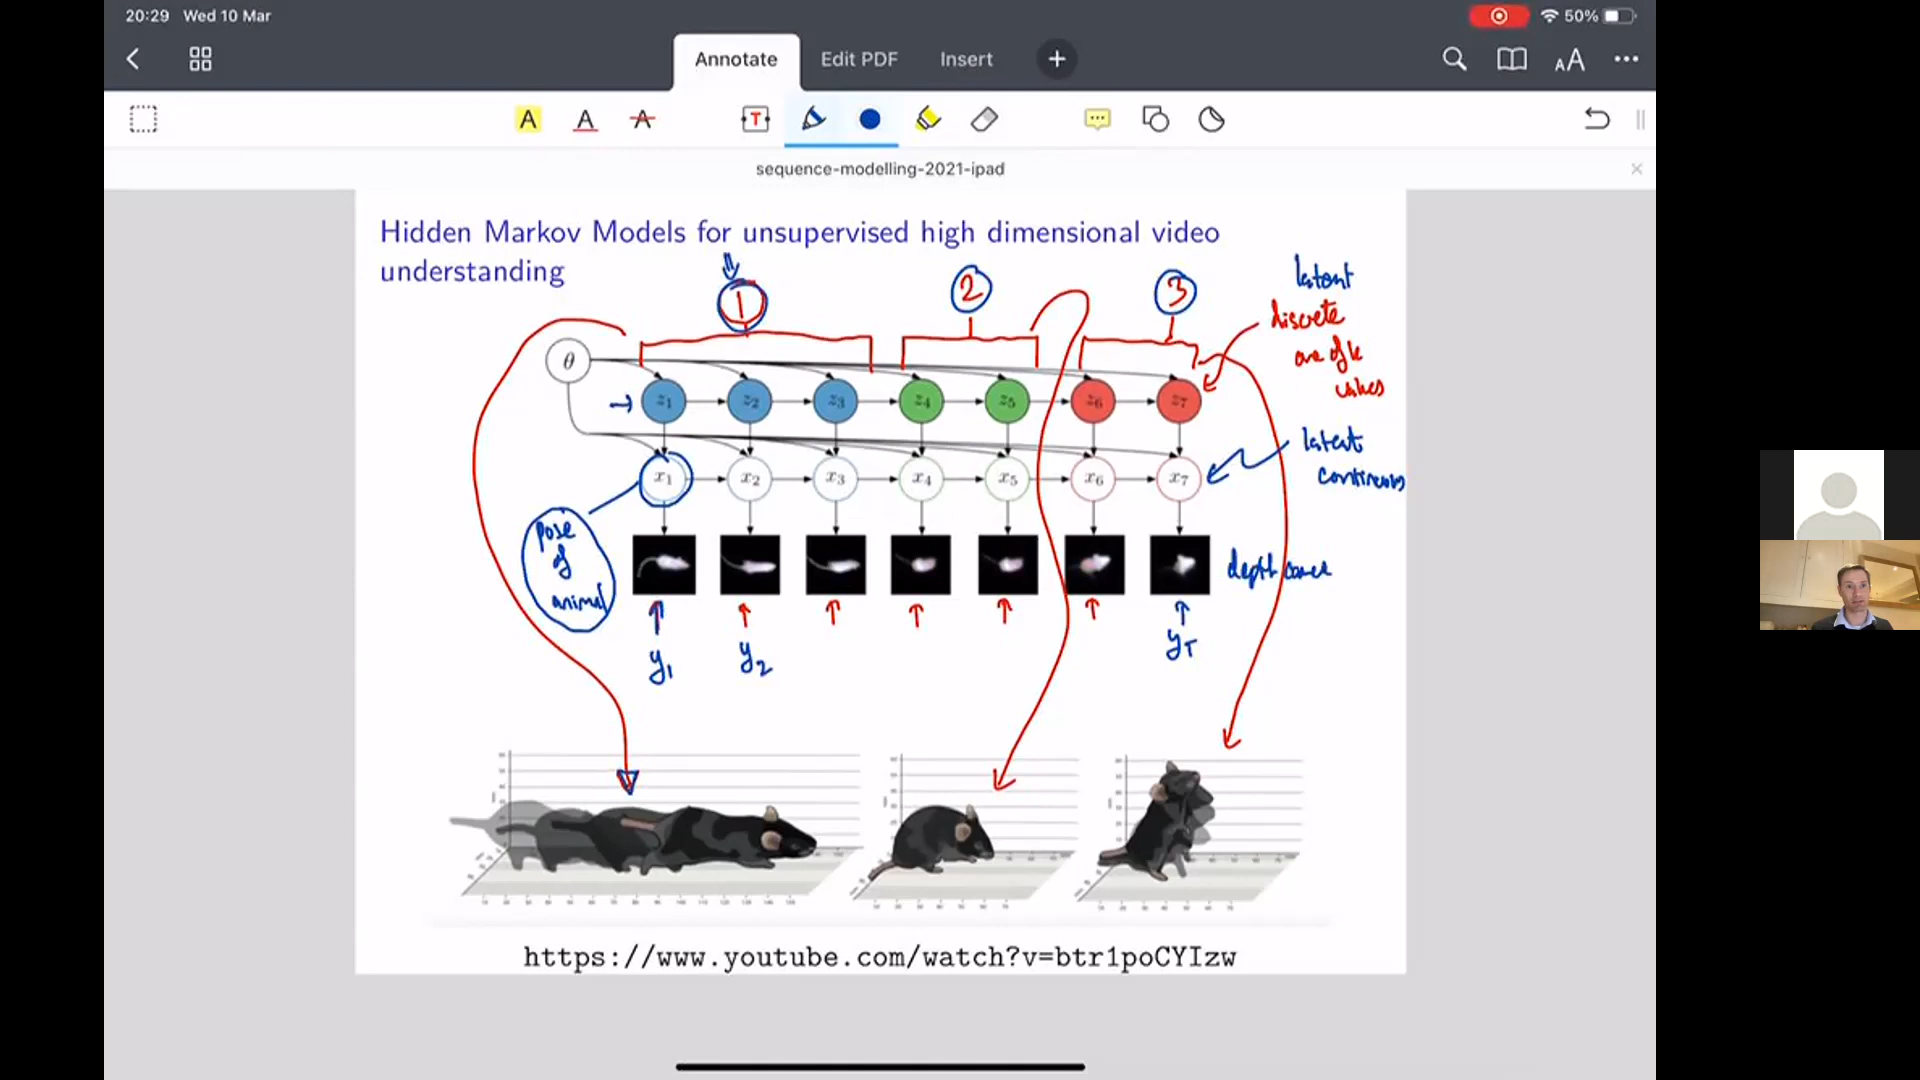 20:29 Wed 10 Mar
50%
Annotate
Edit PDF
Insert
sequence-modelling-2021-ipad
Hidden Markov Models for unsupervised high dimensional video
understanding
1
2
3
latent
discrete
one of k
values
θ
z1 z2 z3 z4 z5 z6 z7
latent
continuous
x1 x2 x3 x4 x5 x6 x7
pose
of
animal
depth
y1
y2
yT
https://www.youtube.com/watch?v=btr1poCYIzw